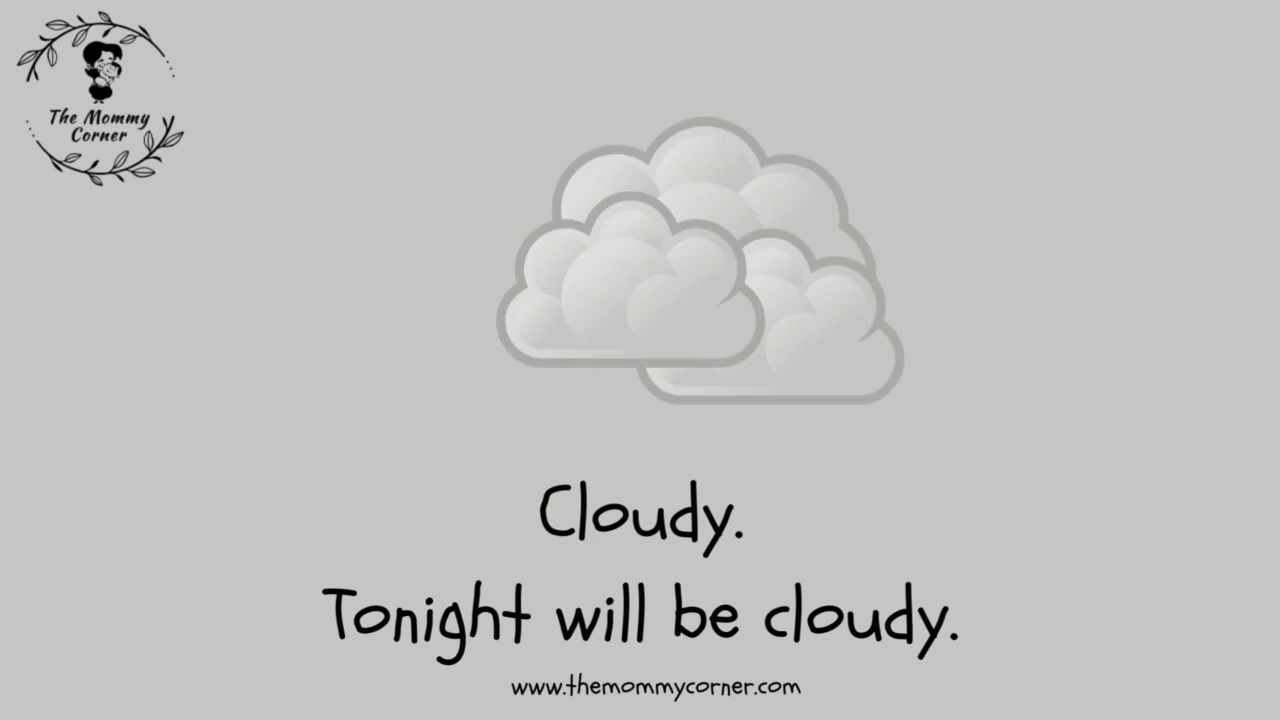 The Mommy
Corner
Cloudy.
Tonight will be cloudy.
www.themommycorner.com